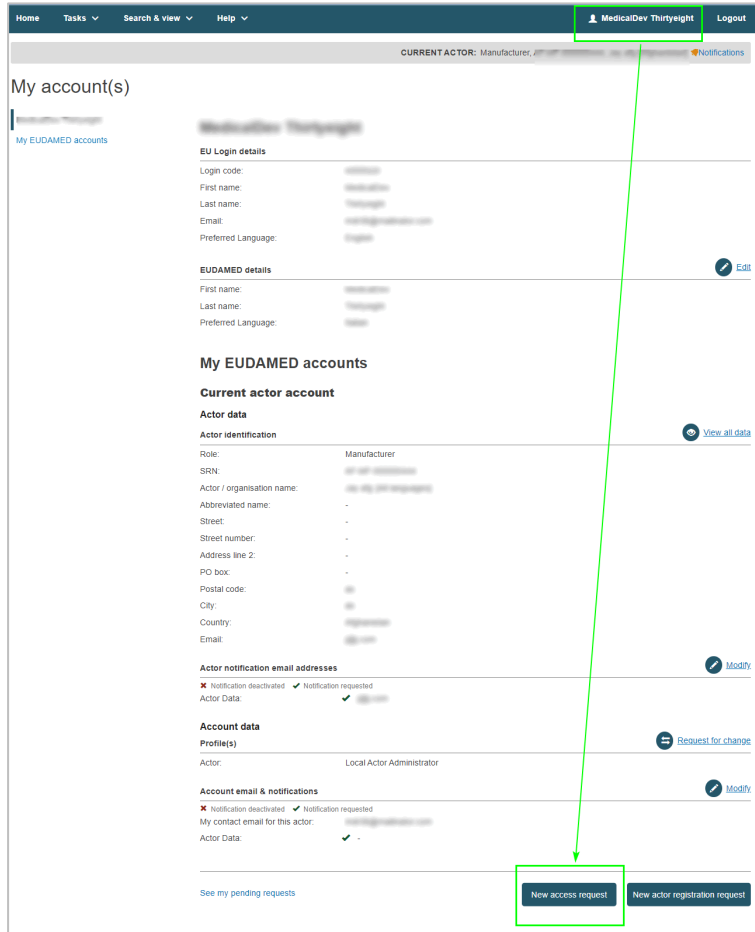 Home Tasks Search & view Help MedicalDev Thirtyeight Logout
CURRENT ACTOR: Manufacturer, Notifications
My account(s)
My EUDAMED accounts
EU Login details
Login code:
First name:
Last name:
Email:
Preferred Language:
EUDAMED details Edit
First name:
Last name:
Preferred Language:
My EUDAMED accounts
Current actor account
Actor data
Actor identification View all data
Role: Manufacturer
SRN:
Actor / organisation name:
Abbreviated name: -
Street: -
Street number: -
Address line 2: -
PO box: -
Postal code:
City:
Country:
Email:
Actor notification email addresses Modify
Notification deactivated Notification requested
Actor Data:
Account data
Profile(s) Request for change
Actor: Local Actor Administrator
Account email & notifications Modify
Notification deactivated Notification requested
My contact email for this actor:
Actor Data: -
See my pending requests New access request New actor registration request